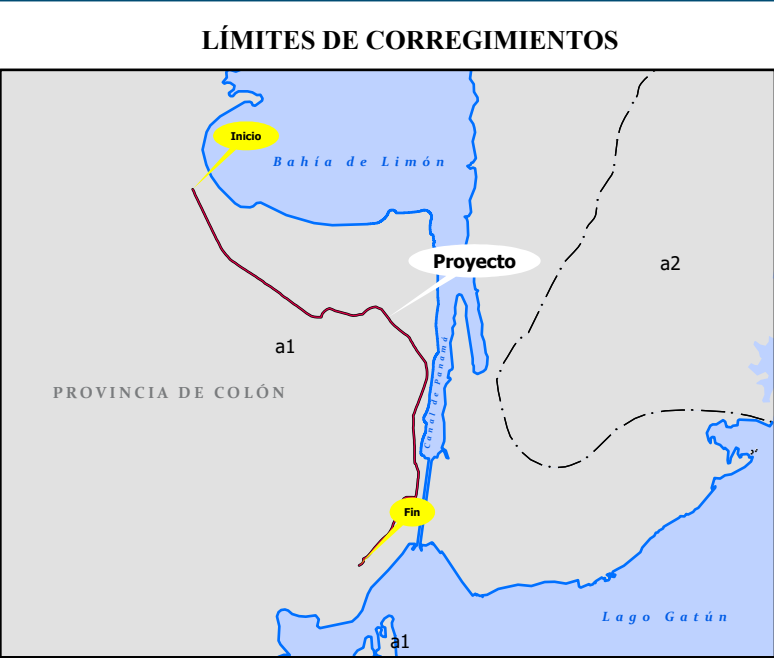 LÍMITES DE CORREGIMIENTOS
Inicio
Bahía de Limón
Proyecto
a2
a1
Canal de Panamá
PROVINCIA DE COLÓN
Fin
Lago Gatún
a1